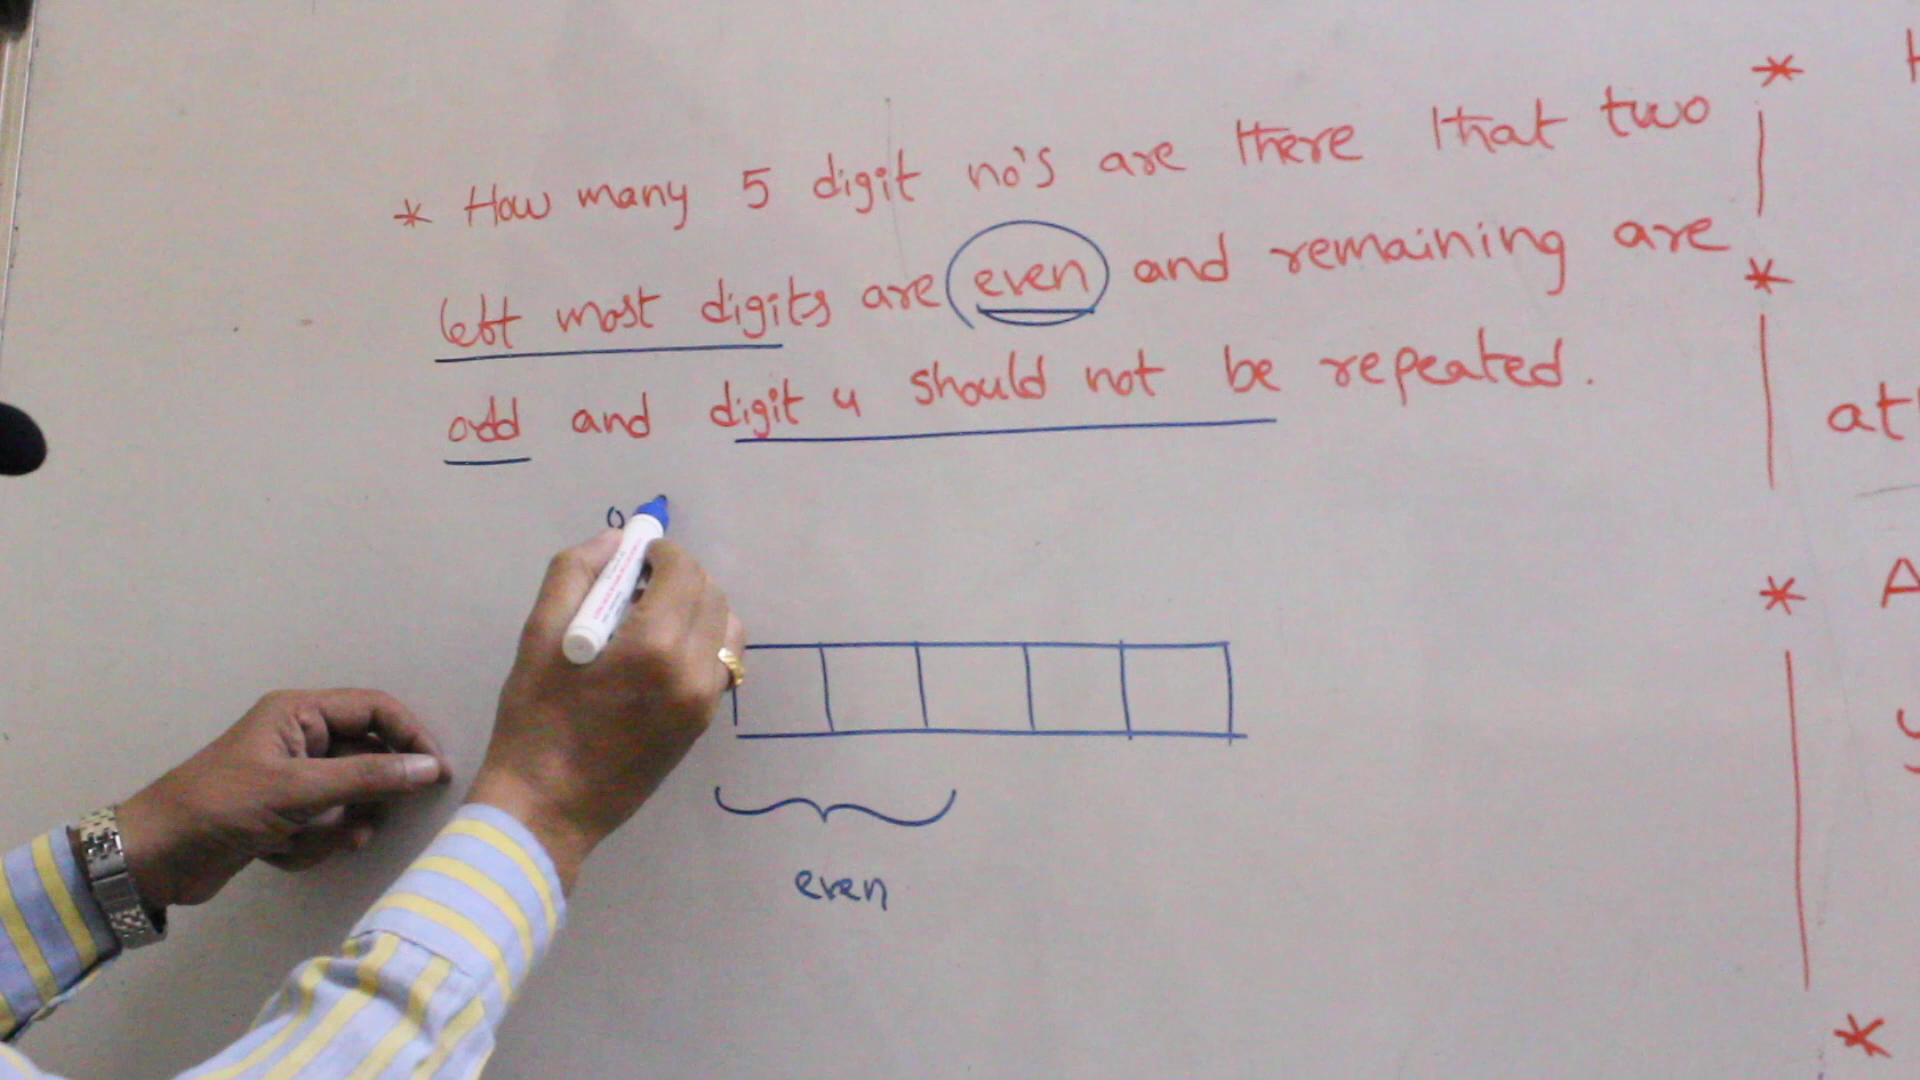 * How many 5 digit no's are there that two
left most digits are even and remaining are
odd and digit 4 should not be repeated.
0
even
*
*
at
* A
*